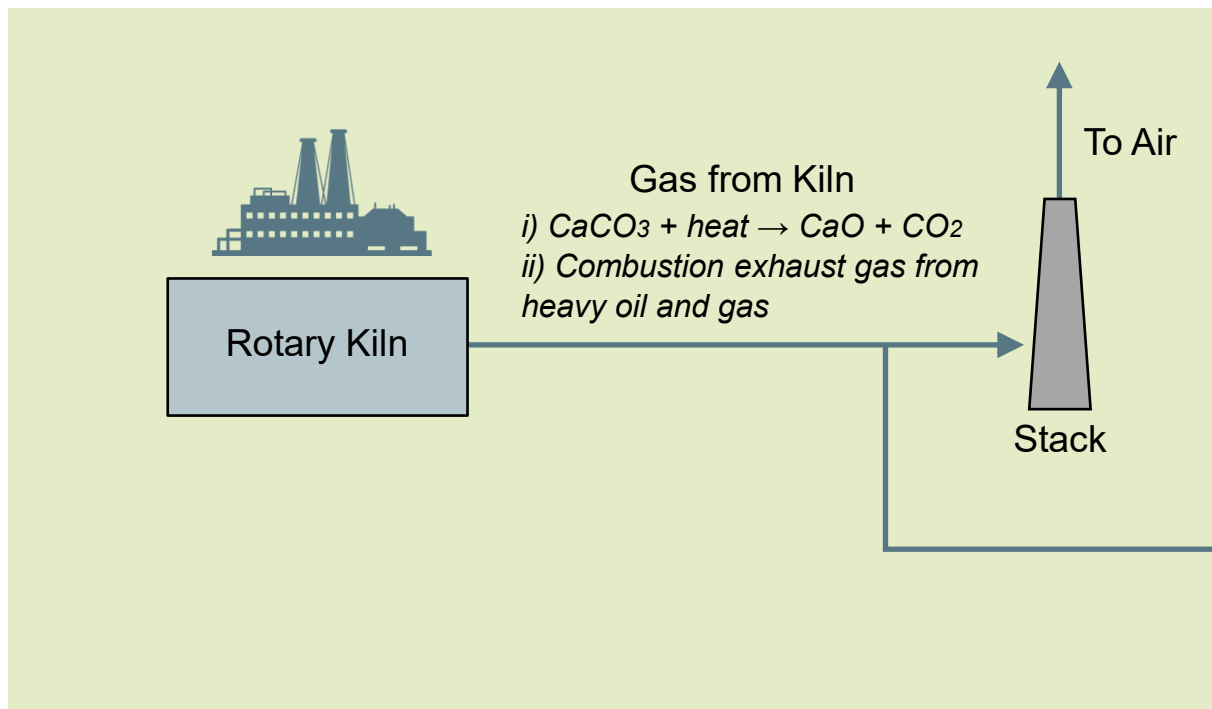 To Air
Gas from Kiln
i) CaCO3 + heat → CaO + CO2
ii) Combustion exhaust gas from
heavy oil and gas
Rotary Kiln
Stack